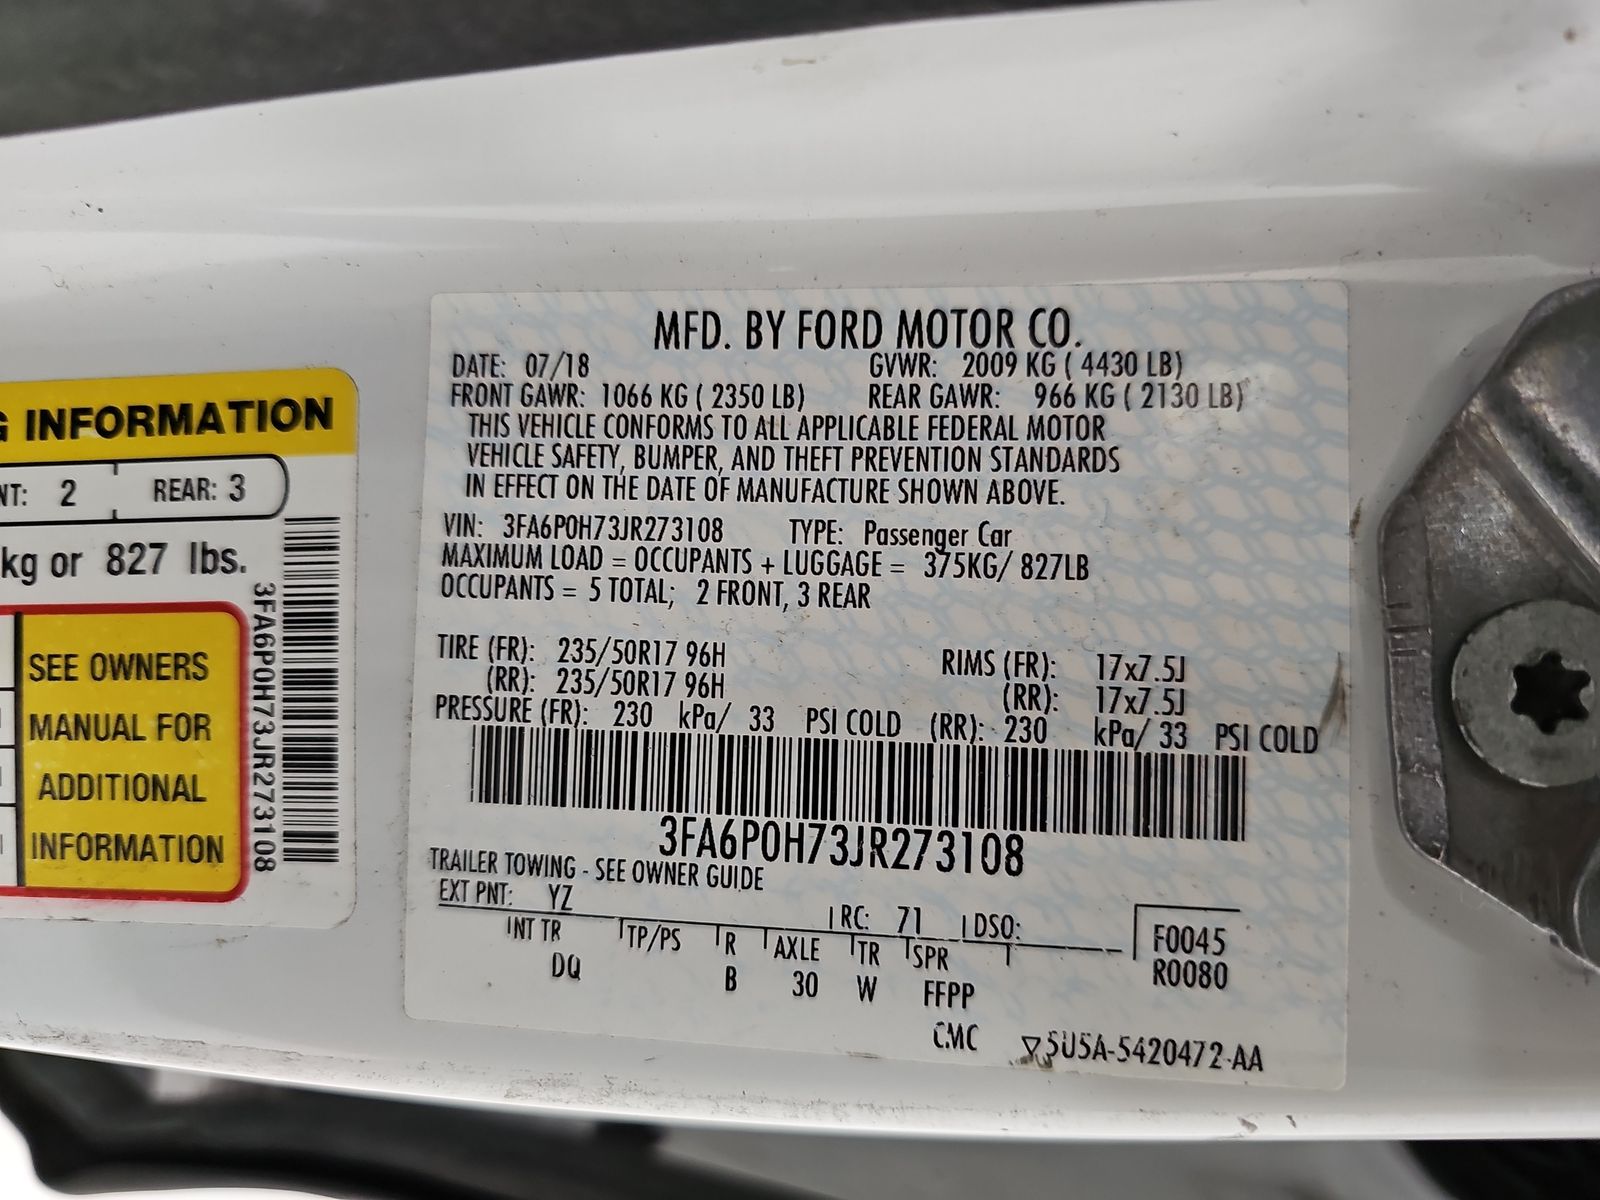 G INFORMATION
NT: 2 REAR: 3
kg or 827 lbs.
SEE OWNERS
MANUAL FOR
ADDITIONAL
INFORMATION
3FA6P0H73JR273108
MFD. BY FORD MOTOR CO.
DATE: 07/18 GVWR: 2009 KG ( 4430 LB)
FRONT GAWR: 1066 KG ( 2350 LB) REAR GAWR: 966 KG ( 2130 LB)
THIS VEHICLE CONFORMS TO ALL APPLICABLE FEDERAL MOTOR
VEHICLE SAFETY, BUMPER, AND THEFT PREVENTION STANDARDS
IN EFFECT ON THE DATE OF MANUFACTURE SHOWN ABOVE.
VIN: 3FA6P0H73JR273108 TYPE: Passenger Car
MAXIMUM LOAD = OCCUPANTS + LUGGAGE = 375KG/ 827LB
OCCUPANTS = 5 TOTAL; 2 FRONT, 3 REAR
TIRE (FR): 235/50R17 96H RIMS (FR): 17x7.5J
(RR): 235/50R17 96H (RR): 17x7.5J
PRESSURE (FR): 230 kPa/ 33 PSI COLD (RR): 230 kPa/ 33 PSI COLD
3FA6P0H73JR273108
TRAILER TOWING - SEE OWNER GUIDE
EXT PNT: YZ RC: 71 DSO:
INT TR TP/PS R AXLE TR SPR F0045
DQ B 30 W FFPP R0080
CMC ▽5U5A-5420472-AA